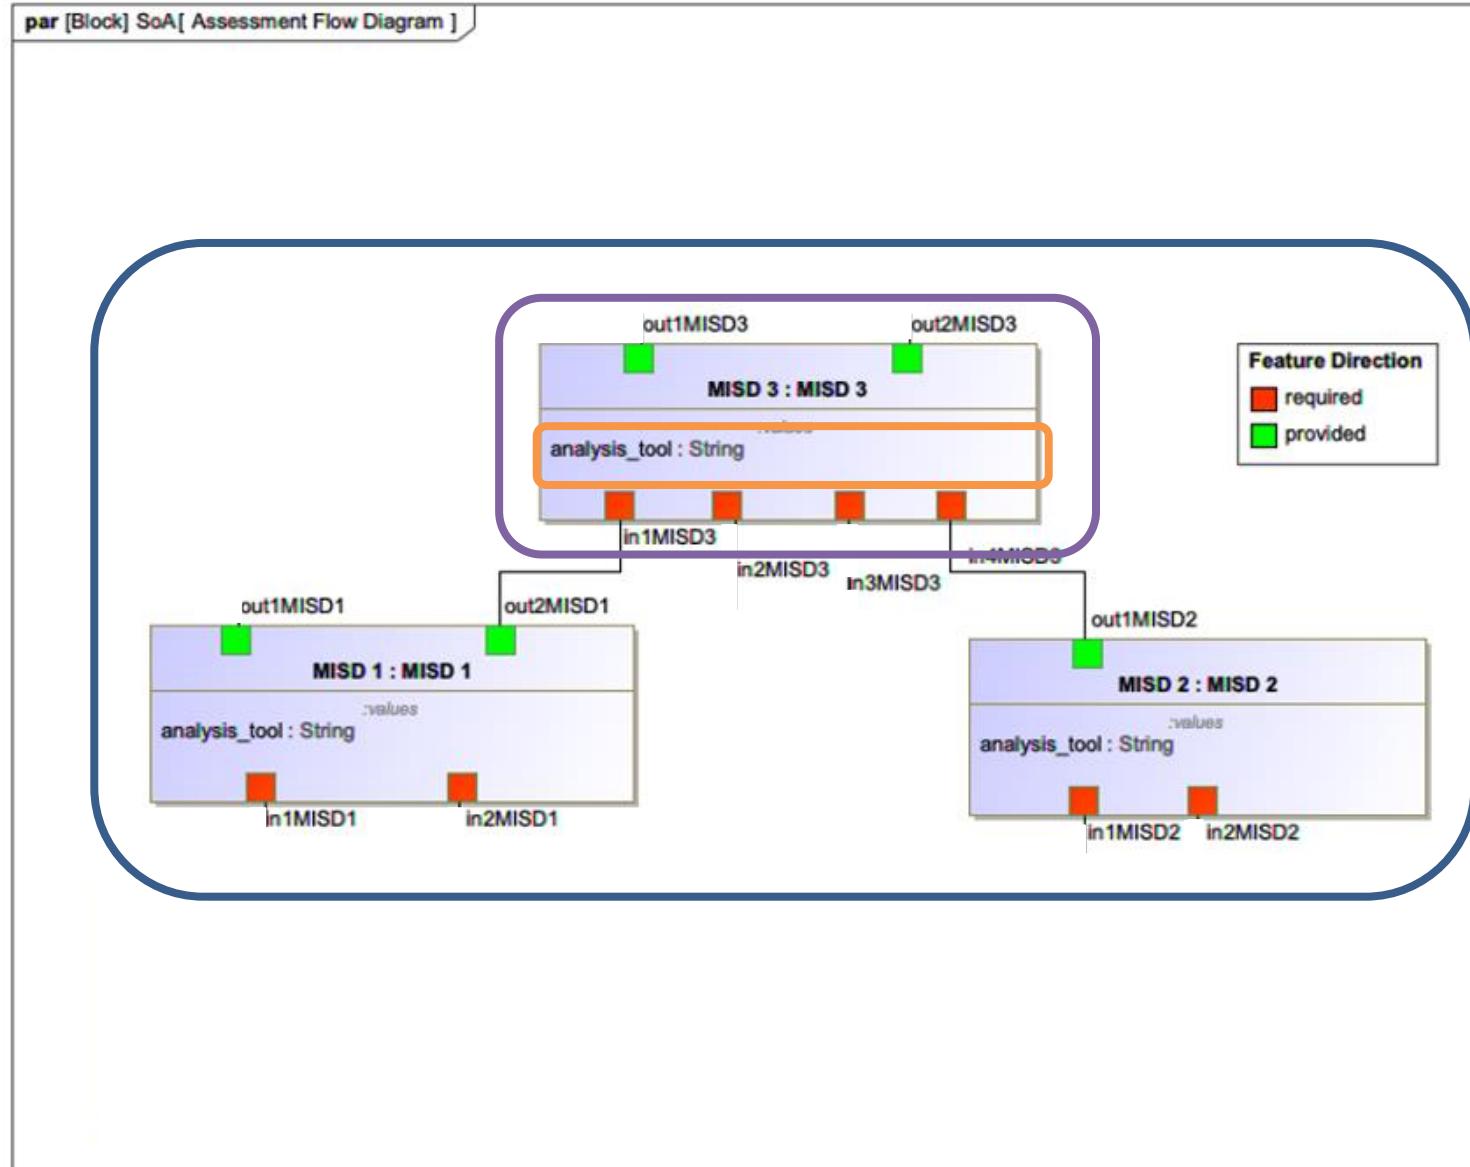 par [Block] SoA[ Assessment Flow Diagram ]
out1MISD3
out2MISD3
MISD 3 : MISD 3
:values
analysis_tool : String
in1MISD3
in2MISD3
in3MISD3
in4MISD3
Feature Direction
required
provided
out1MISD1
out2MISD1
MISD 1 : MISD 1
:values
analysis_tool : String
in1MISD1
in2MISD1
out1MISD2
MISD 2 : MISD 2
:values
analysis_tool : String
in1MISD2
in2MISD2